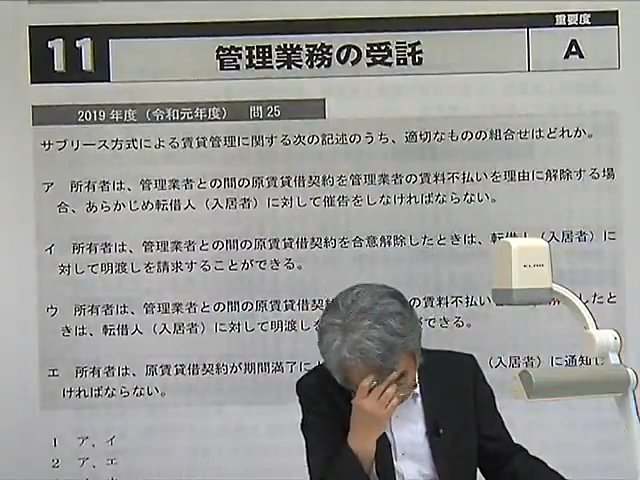 重要度
11 管理業務の受託 A
2019年度(令和元年度) 問25
サブリース方式による賃貸管理に関する次の記述のうち、適切なものの組合せはどれか。
ア 所有者は、管理業者との間の原賃貸借契約を管理業者の賃料不払いを理由に解除する場
合、あらかじめ転借人(入居者)に対して催告をしなければならない。
イ 所有者は、管理業者との間の原賃貸借契約を合意解除したときは、転借人(入居者)に
対して明渡しを請求することができる。
ELMO
ウ 所有者は、管理業者との間の原賃貸借契約 の賃料不払い したと
きは、転借人(入居者)に対して明渡し できる。
エ 所有者は、原賃貸借契約が期間満了に (入居者)に通知し
ければならない。
1 ア、イ
2 ア、エ